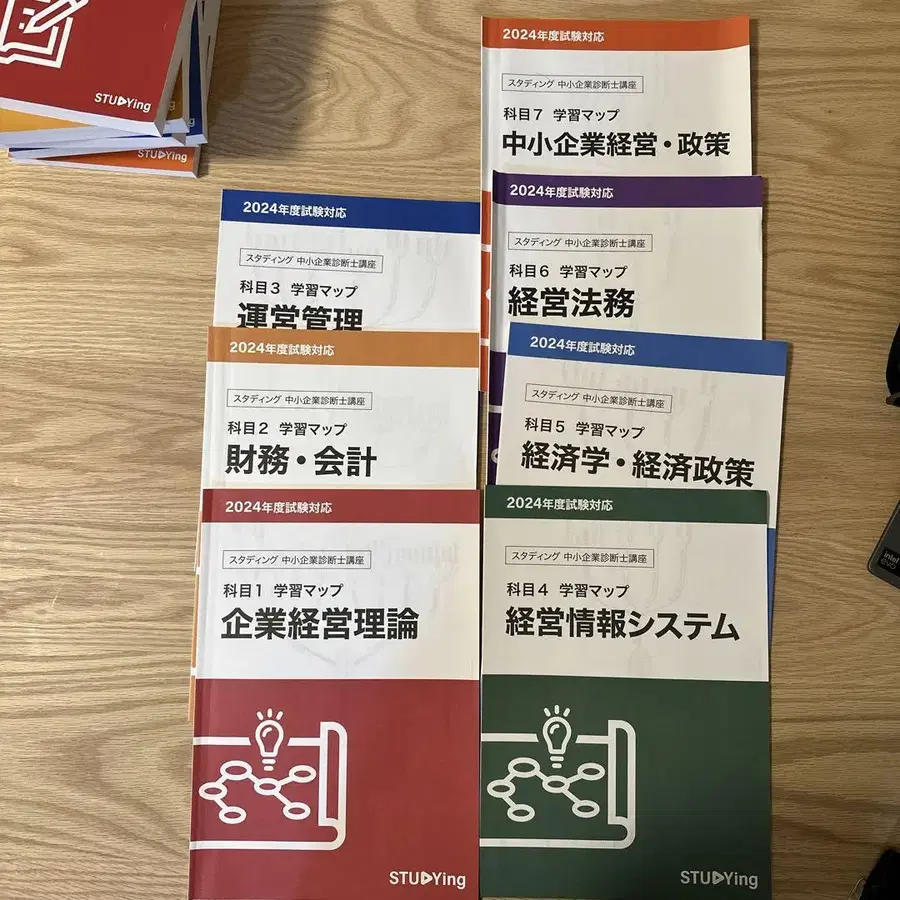 STUDYing
STUDYing
2024年度試験対応
スタディング 中小企業診断士講座
科目7 学習マップ
中小企業経営・政策
2024年度試験対応
スタディング 中小企業診断士講座
科目6 学習マップ
経営法務
2024年度試験対応
スタディング 中小企業診断士講座
科目3 学習マップ
運営管理
2024年度試験対応
スタディング 中小企業診断士講座
科目5 学習マップ
経済学・経済政策
2024年度試験対応
スタディング 中小企業診断士講座
科目2 学習マップ
財務・会計
2024年度試験対応
スタディング 中小企業診断士講座
科目1 学習マップ
企業経営理論
STUDYing
2024年度試験対応
スタディング 中小企業診断士講座
科目4 学習マップ
経営情報システム
STUDYing
intel
evo